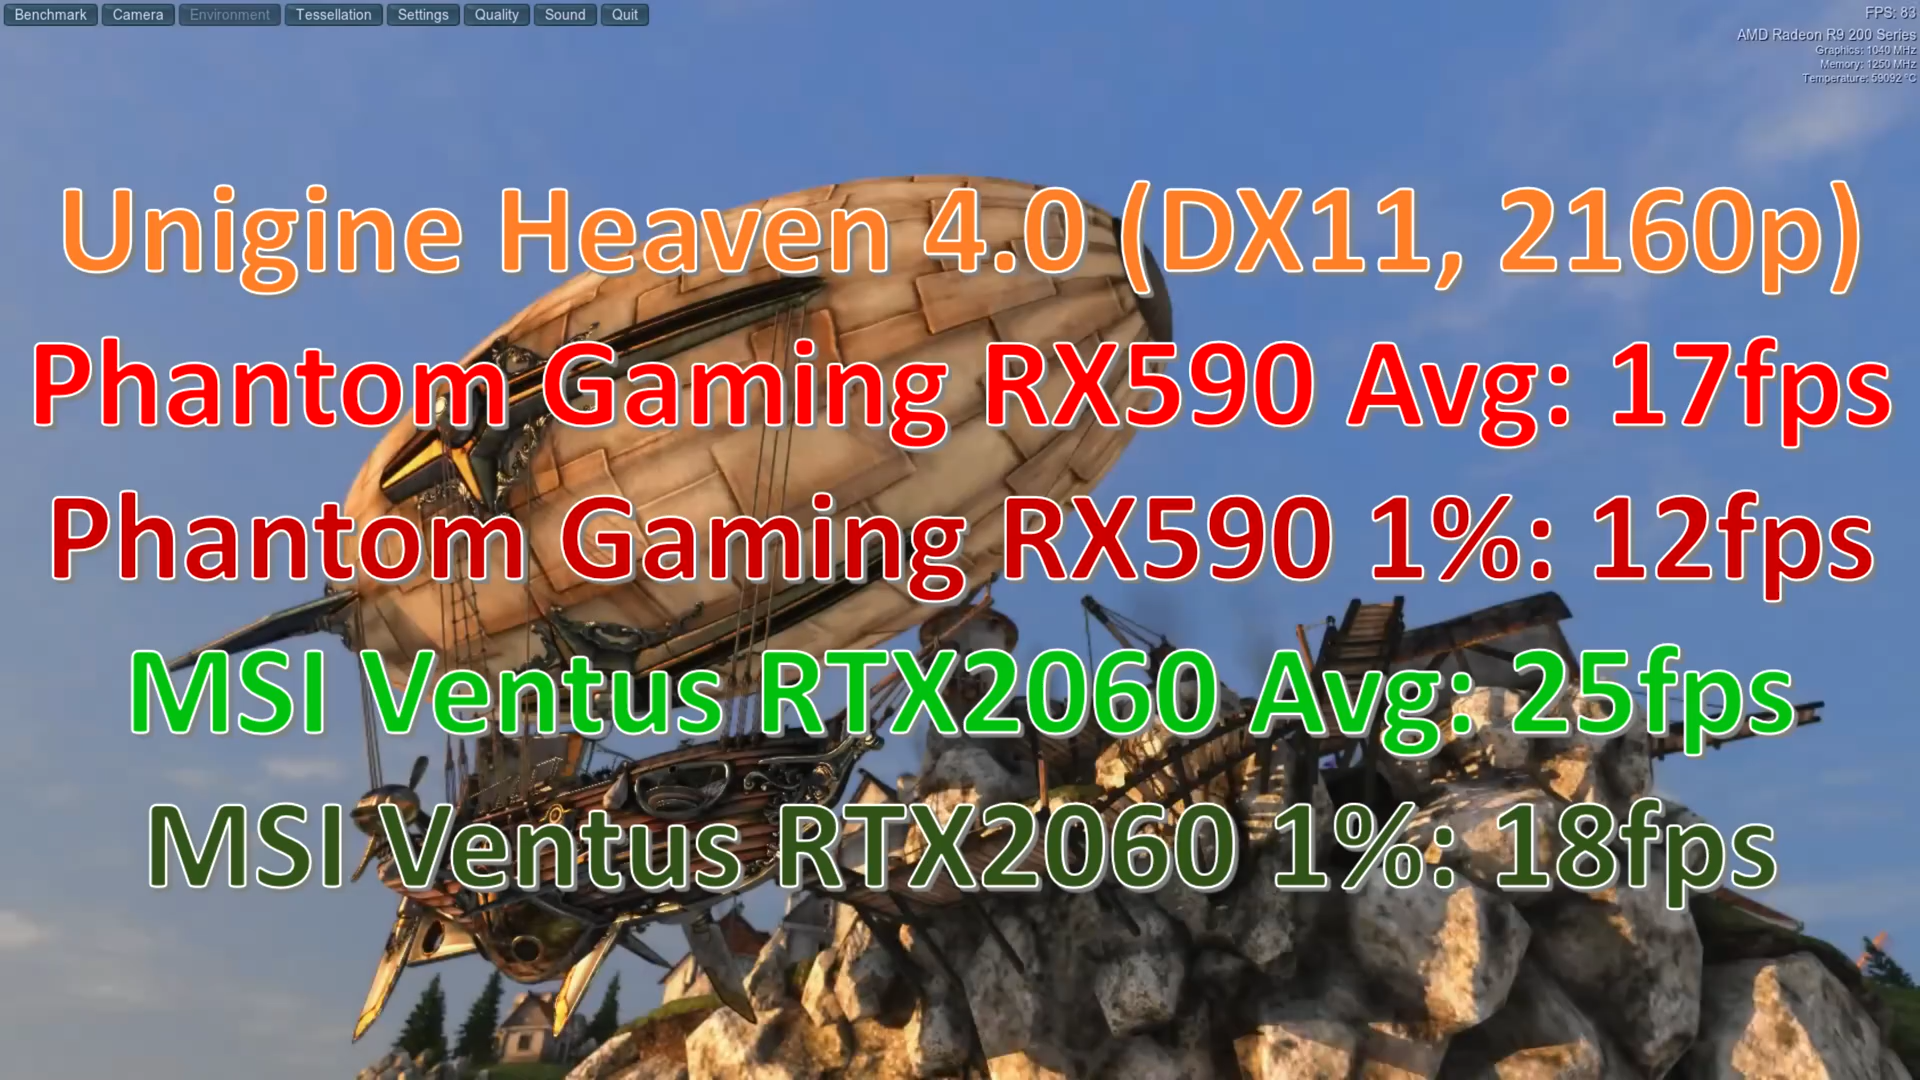 Benchmark Camera Environment Tessellation Settings Quality Sound Quit
FPS: 83
AMD Radeon R9 200 Series
Graphics: 1040 MHz
Memory: 1250 MHz
Temperature: 59092 °C
Unigine Heaven 4.0 (DX11, 2160p)
Phantom Gaming RX590 Avg: 17fps
Phantom Gaming RX590 1%: 12fps
MSI Ventus RTX2060 Avg: 25fps
MSI Ventus RTX2060 1%: 18fps